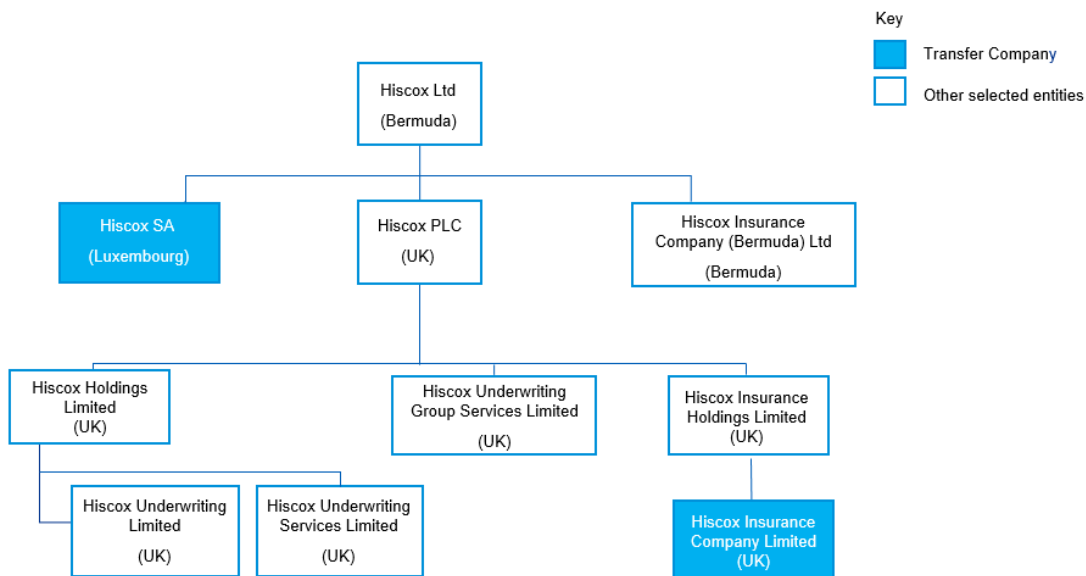 Key
Transfer Company
Other selected entities
Hiscox Ltd
(Bermuda)
Hiscox SA
(Luxembourg)
Hiscox PLC
(UK)
Hiscox Insurance
Company (Bermuda) Ltd
(Bermuda)
Hiscox Holdings
Limited
(UK)
Hiscox Underwriting
Group Services Limited
(UK)
Hiscox Insurance
Holdings Limited
(UK)
Hiscox Underwriting
Limited
(UK)
Hiscox Underwriting
Services Limited
(UK)
Hiscox Insurance
Company Limited
(UK)